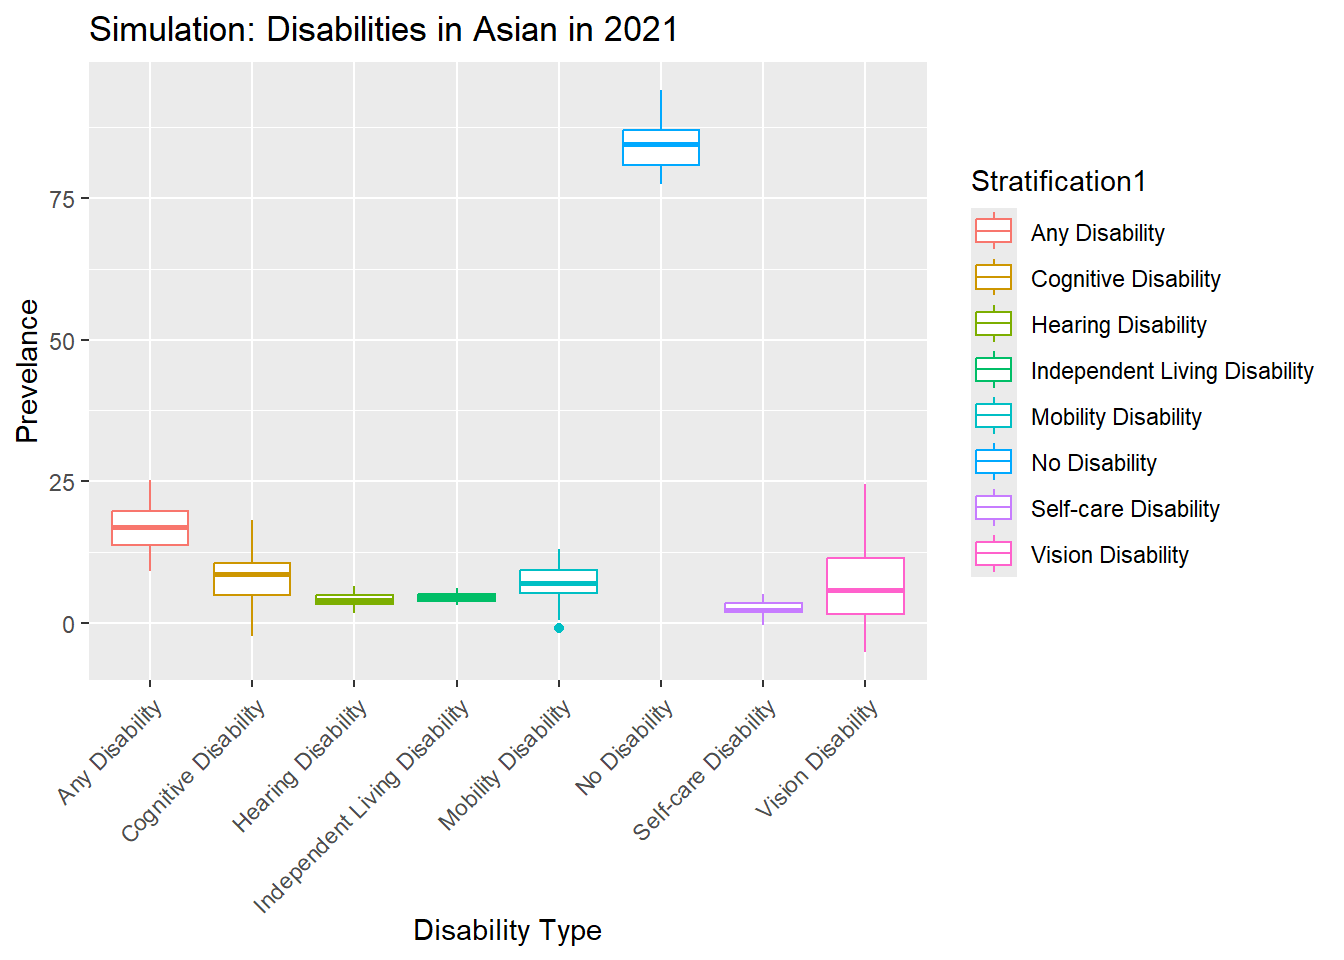 Simulation: Disabilities in Asian in 2021
Prevelance
75
50
25
0
Any Disability
Cognitive Disability
Hearing Disability
Independent Living Disability
Mobility Disability
No Disability
Self-care Disability
Vision Disability
Disability Type
Stratification1
Any Disability
Cognitive Disability
Hearing Disability
Independent Living Disability
Mobility Disability
No Disability
Self-care Disability
Vision Disability